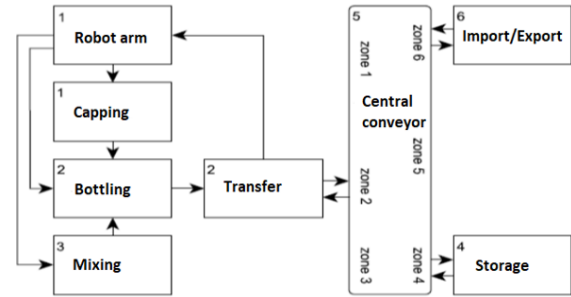 1
Robot arm
1
Capping
2
Bottling
3
Mixing
2
Transfer
5
zone 1
zone 2
zone 3
Central
conveyor
zone 6
zone 5
zone 4
6
Import/Export
4
Storage